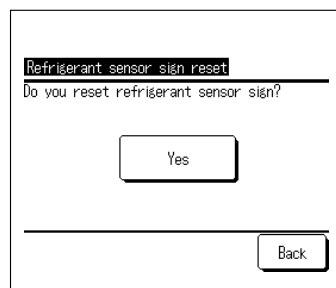 Refrigerant sensor sign reset
Do you reset refrigerant sensor sign?
Yes
Back